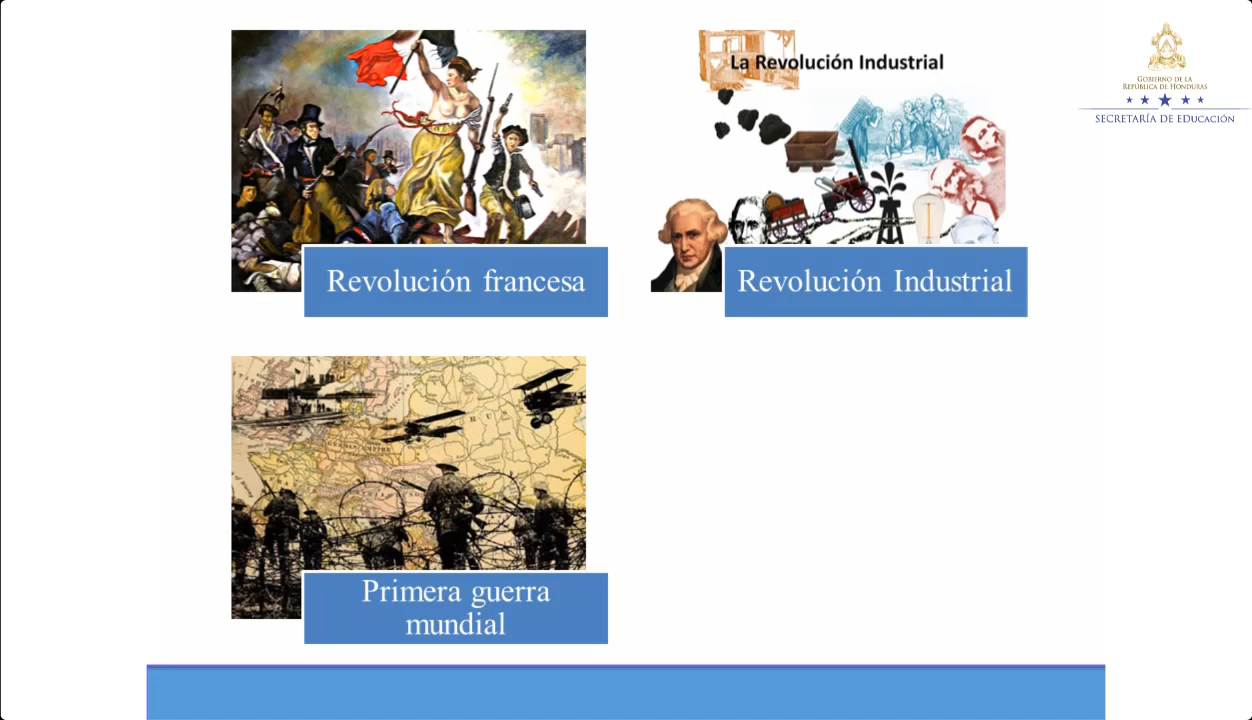 La Revolución Industrial
GOBIERNO DE LA
REPÚBLICA DE HONDURAS
SECRETARÍA DE EDUCACIÓN
Revolución francesa
Revolución Industrial
Primera guerra
mundial